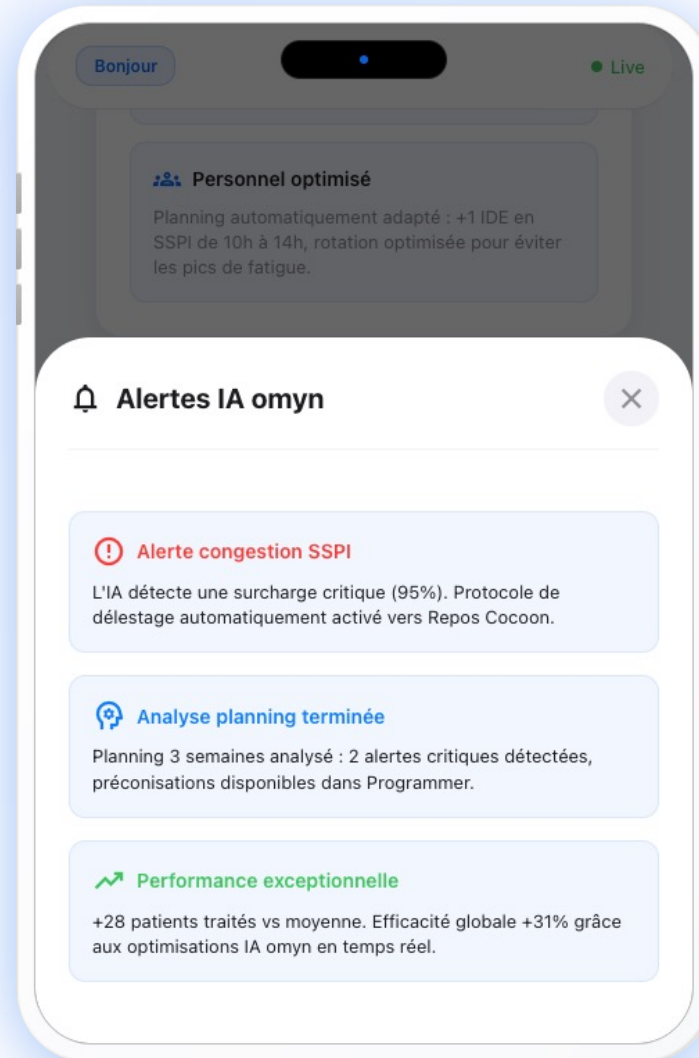 Bonjour
Live
Personnel optimisé
Planning automatiquement adapté : +1 IDE en
SSPI de 10h à 14h, rotation optimisée pour éviter
les pics de fatigue.
Alertes IA omyn
Alerte congestion SSPI
L'IA détecte une surcharge critique (95%). Protocole de
délestage automatiquement activé vers Repos Cocoon.
Analyse planning terminée
Planning 3 semaines analysé : 2 alertes critiques détectées,
préconisations disponibles dans Programmer.
Performance exceptionnelle
+28 patients traités vs moyenne. Efficacité globale +31% grâce
aux optimisations IA omyn en temps réel.